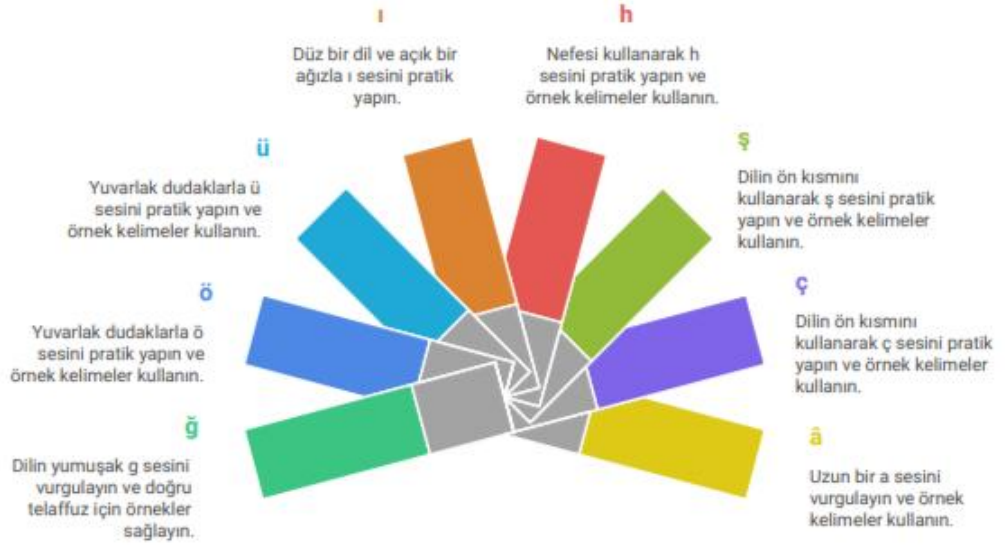 ı
Düz bir dil ve açık bir
ağızla ı sesini pratik
yapın.
h
Nefesi kullanarak h
sesini pratik yapın ve
örnek kelimeler kullanın.
ü
Yuvarlak dudaklarla ü
sesini pratik yapın ve
örnek kelimeler kullanın.
ş
Dilin ön kısmını
kullanarak ş sesini pratik
yapın ve örnek kelimeler
kullanın.
ö
Yuvarlak dudaklarla ö
sesini pratik yapın ve
örnek kelimeler kullanın.
ç
Dilin ön kısmını
kullanarak ç sesini pratik
yapın ve örnek kelimeler
kullanın.
ğ
Dilin yumuşak g sesini
vurgulayın ve doğru
telaffuz için örnekler
sağlayın.
â
Uzun bir a sesini
vurgulayın ve örnek
kelimeler kullanın.